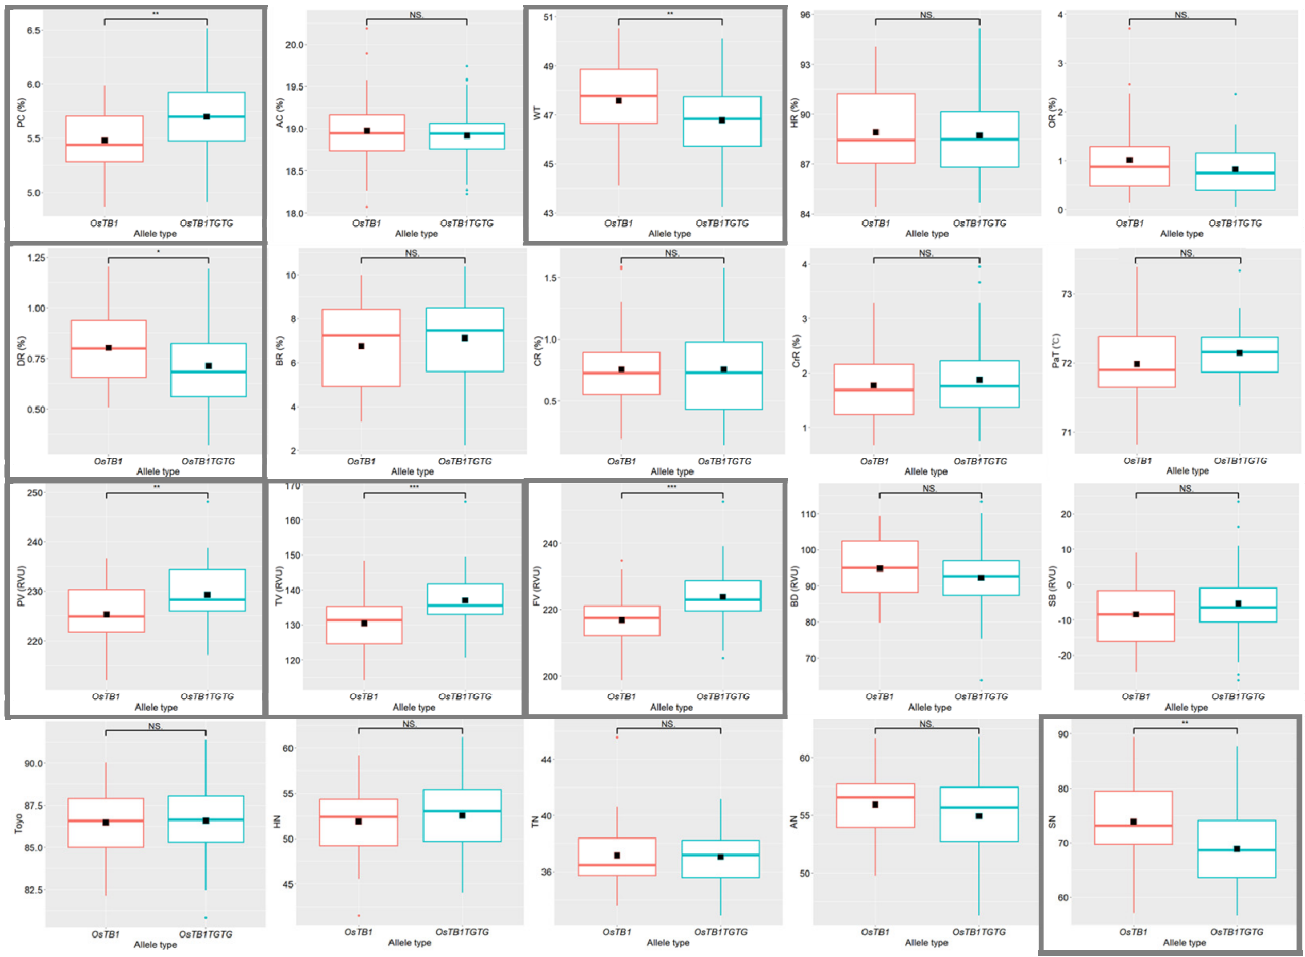 ** NS. ** NS. NS.
PC (%) 6.5 6.0 5.5 5.0
AC (%) 20.0 19.5 19.0 18.5 18.0
WT 51 49 47 45 43
HR (%) 96 93 90 87 84
OR (%) 4 3 2 1 0
OsTB1 OsTB1TGTG OsTB1 OsTB1TGTG OsTB1 OsTB1TGTG OsTB1 OsTB1TGTG OsTB1 OsTB1TGTG
Allele type Allele type Allele type Allele type Allele type
* NS. NS. NS. NS.
DR (%) 1.25 1.00 0.75 0.50
BR (%) 10 8 6 4 2
CR (%) 1.5 1.0 0.5
CrR (%) 4 3 2 1
PaT (℃) 73 72 71
OsTB1 OsTB1TGTG OsTB1 OsTB1TGTG OsTB1 OsTB1TGTG OsTB1 OsTB1TGTG OsTB1 OsTB1TGTG
Allele type Allele type Allele type Allele type Allele type
** *** *** NS. NS.
PV (RVU) 250 240 230 220
TV (RVU) 170 160 150 140 130 120
FV (RVU) 240 220 200
BD (RVU) 110 100 90 80 70
SB (RVU) 20 10 0 -10 -20
OsTB1 OsTB1TGTG OsTB1 OsTB1TGTG OsTB1 OsTB1TGTG OsTB1 OsTB1TGTG OsTB1 OsTB1TGTG
Allele type Allele type Allele type Allele type Allele type
NS. NS. NS. NS. **
Toyo 90.0 87.5 85.0 82.5
HN 60 55 50 45
TN 44 40 36
AN 60 55 50
SN 90 80 70 60
OsTB1 OsTB1TGTG OsTB1 OsTB1TGTG OsTB1 OsTB1TGTG OsTB1 OsTB1TGTG OsTB1 OsTB1TGTG
Allele type Allele type Allele type Allele type Allele type